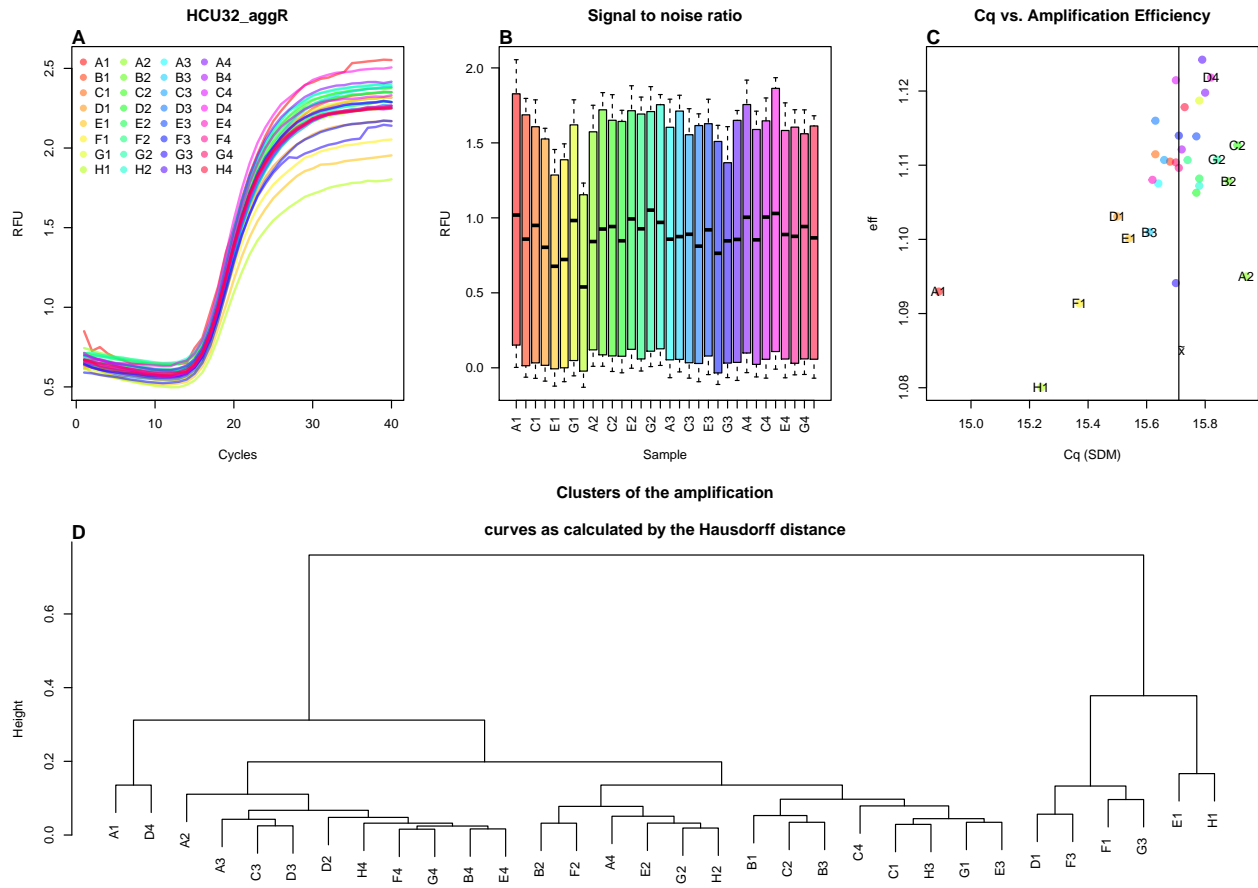 HCU32_aggR
A
A1 A2 A3 A4
B1 B2 B3 B4
C1 C2 C3 C4
D1 D2 D3 D4
E1 E2 E3 E4
F1 F2 F3 F4
G1 G2 G3 G4
H1 H2 H3 H4
RFU
2.5
2.0
1.5
1.0
0.5
0 10 20 30 40
Cycles
Signal to noise ratio
B
RFU
2.0
1.5
1.0
0.5
0.0
A1 C1 E1 G1 A2 C2 E2 G2 A3 C3 E3 G3 A4 C4 E4 G4
Sample
Cq vs. Amplification Efficiency
C
eff
1.12
1.11
1.10
1.09
1.08
D4
C2
G2
B2
D1
B3
E1
A2
A1
F1
x
H1
15.0 15.2 15.4 15.6 15.8
Cq (SDM)
Clusters of the amplification
curves as calculated by the Hausdorff distance
D
Height
0.6
0.4
0.2
0.0
A1 D4 A2 A3 C3 D3 D2 H4 F4 G4 B4 E4 B2 F2 A4 E2 G2 H2 B1 C2 B3 C4 C1 H3 G1 E3 D1 F3 F1 G3 E1 H1